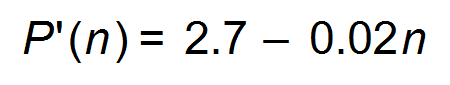 P'(n) = 2.7 – 0.02n